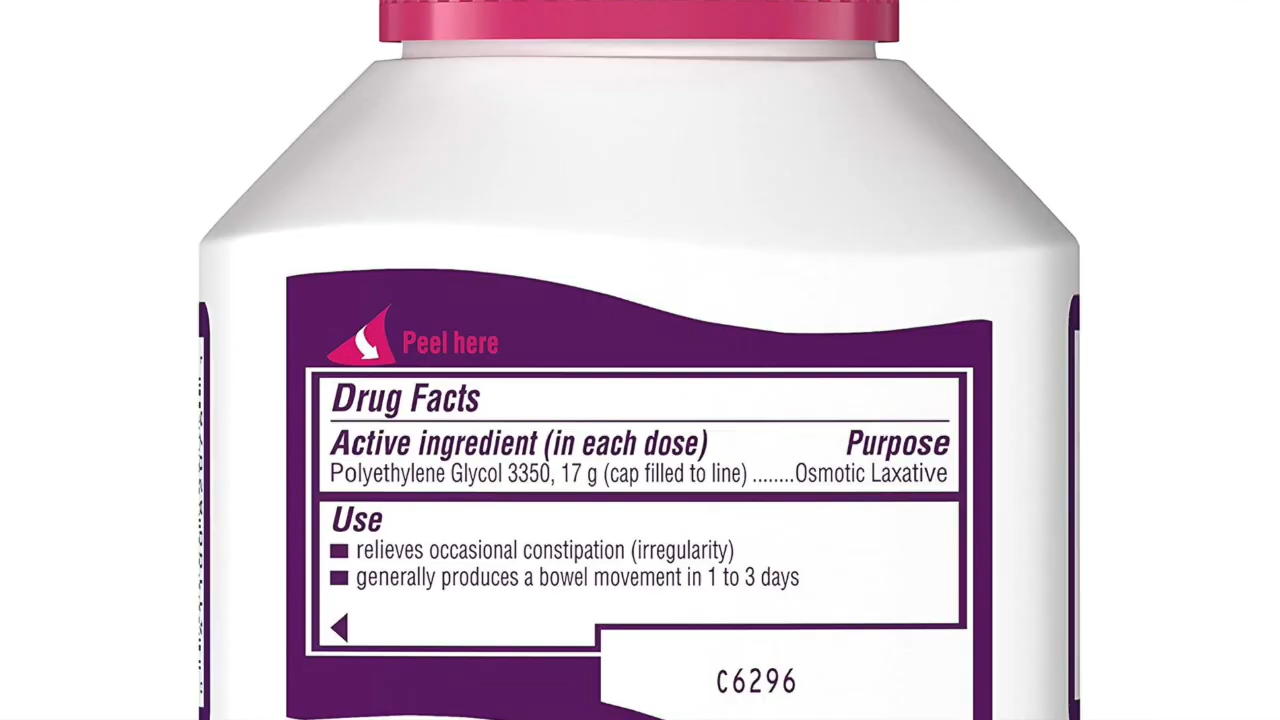 Peel here
Drug Facts
Active ingredient (in each dose) Purpose
Polyethylene Glycol 3350, 17 g (cap filled to line) ........Osmotic Laxative
Use
■ relieves occasional constipation (irregularity)
■ generally produces a bowel movement in 1 to 3 days
C6296